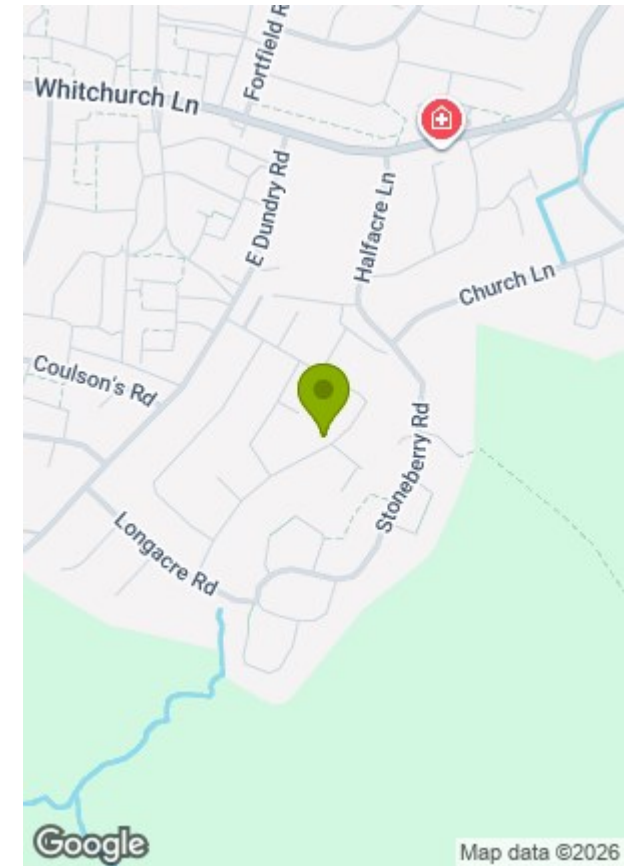 Fortfield R
Whitchurch Ln
E Dundry Rd
Halfacre Ln
Church Ln
Coulson's Rd
Stoneberry Rd
Longacre Rd
Google
Map data ©2026